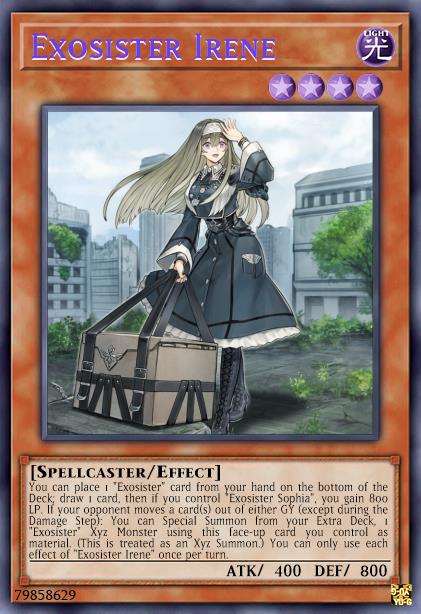 Exosister Irene
LIGHT
光
[Spellcaster/Effect]
You can place 1 "Exosister" card from your hand on the bottom of the
Deck; draw 1 card, then if you control "Exosister Sophia", you gain 800
LP. If your opponent moves a card(s) out of either GY (except during the
Damage Step): You can Special Summon from your Extra Deck, 1
"Exosister" Xyz Monster using this face-up card you control as
material. (This is treated as an Xyz Summon.) You can only use each
effect of "Exosister Irene" once per turn.
ATK/ 400 DEF/ 800
79858629